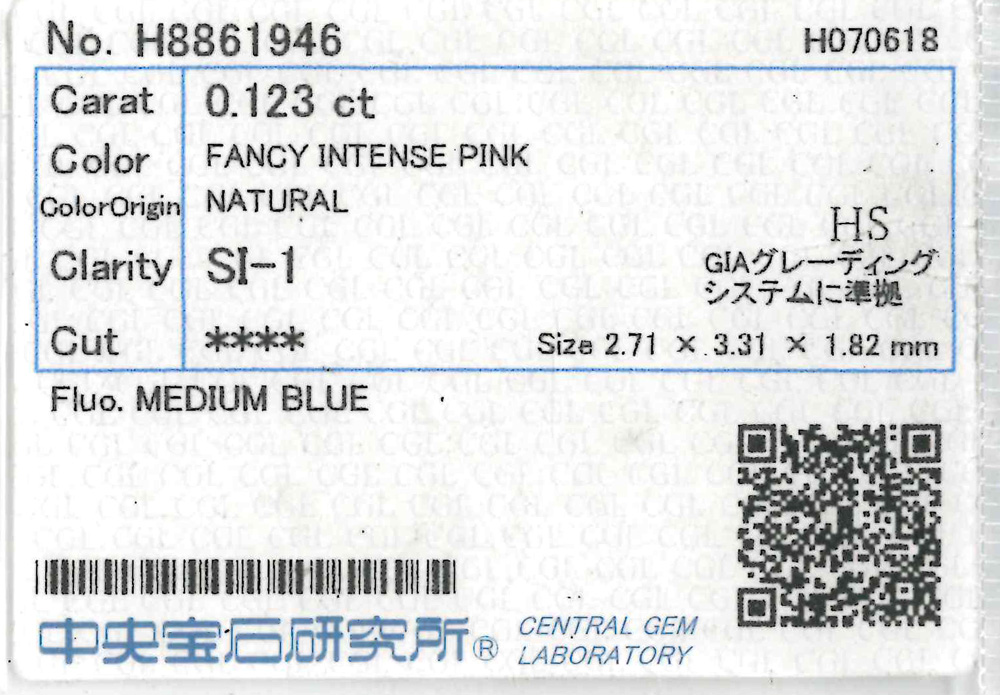 No. H8861946 H070618
Carat 0.123 ct
Color FANCY INTENSE PINK
ColorOrigin NATURAL
HS
Clarity SI-1 GIAグレーディング
システムに準拠
Cut **** Size 2.71 × 3.31 × 1.82 mm
Fluo. MEDIUM BLUE
中央宝石研究所® CENTRAL GEM
LABORATORY